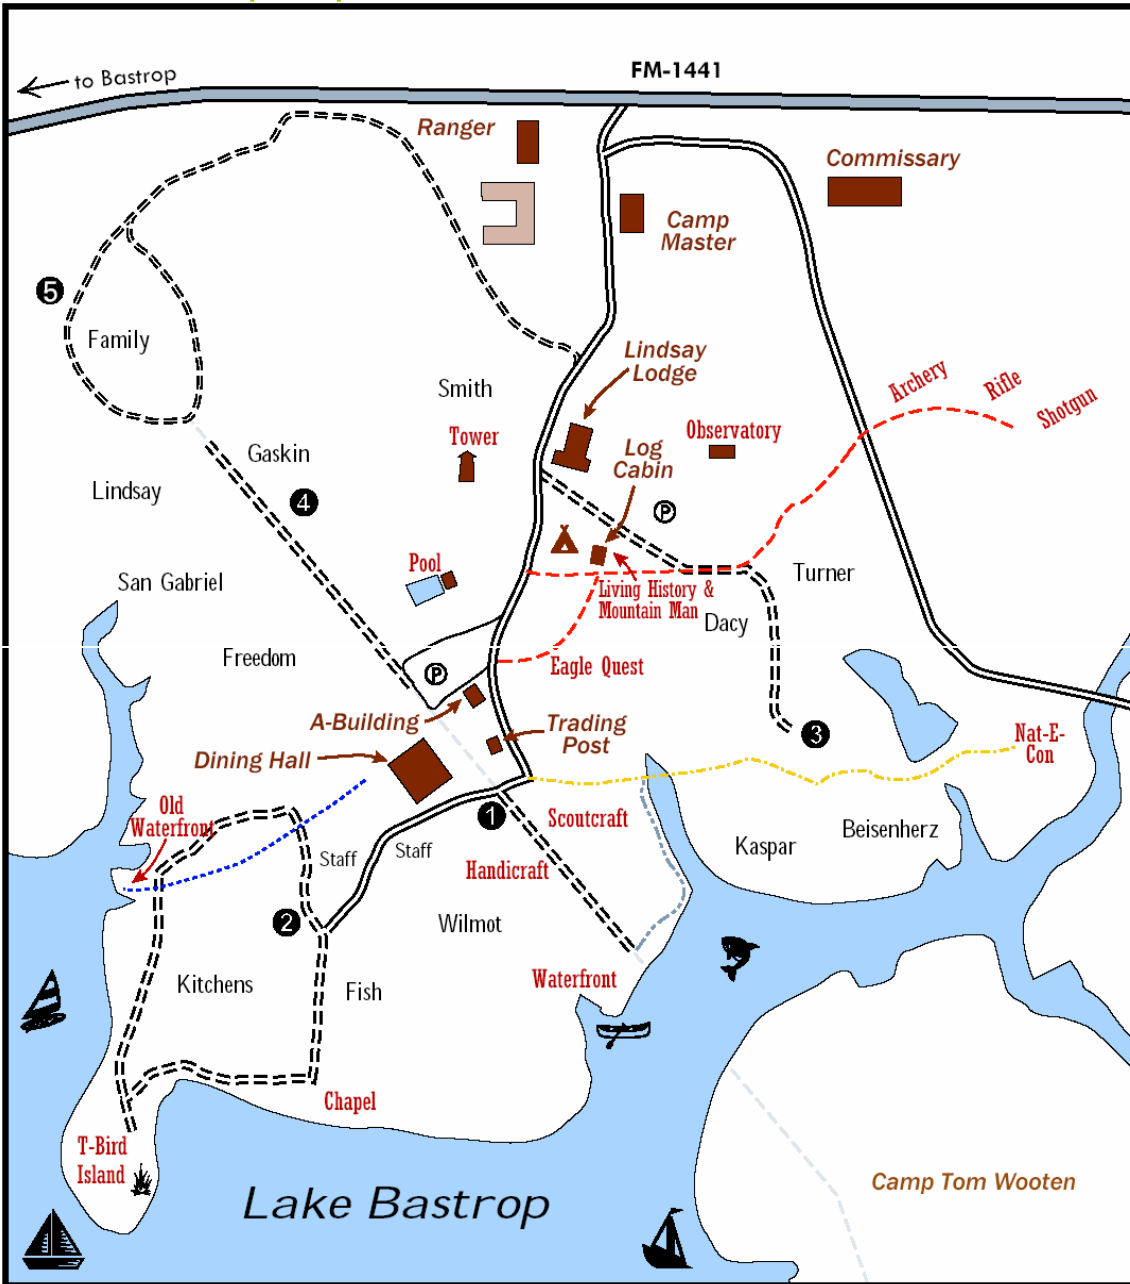 to Bastrop
FM-1441
Ranger
Commissary
Camp
Master
5
Family
Lindsay
Lodge
Smith
Archery
Rifle
Shotgun
Tower
Observatory
Log
Cabin
Gaskin
Lindsay
4
P
Pool
San Gabriel
Turner
Living History &
Mountain Man
Dacy
Freedom
Eagle Quest
P
A-Building
Trading
Post
3
Nat-E-
Con
Dining Hall
Old
Waterfront
1
Scoutcraft
Beisenherz
Kaspar
Staff
Staff
Handicraft
2
Wilmot
Kitchens
Fish
Waterfront
Chapel
T-Bird
Island
Camp Tom Wooten
Lake Bastrop